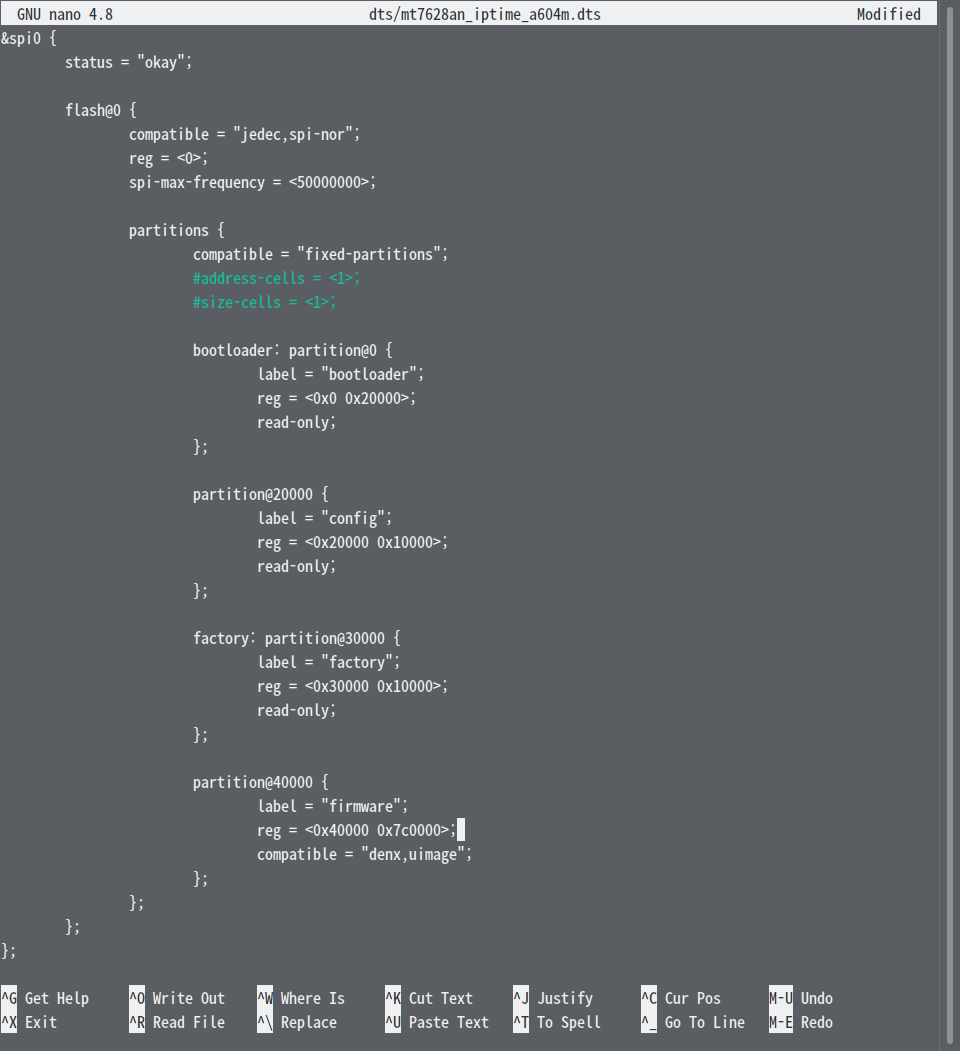 GNU nano 4.8 dts/mt7628an_iptime_a604m.dts Modified
&spi0 {
status = "okay";
flash@0 {
compatible = "jedec,spi-nor";
reg = <0>;
spi-max-frequency = <50000000>;
partitions {
compatible = "fixed-partitions";
#address-cells = <1>;
#size-cells = <1>;
bootloader: partition@0 {
label = "bootloader";
reg = <0x0 0x20000>;
read-only;
};
partition@20000 {
label = "config";
reg = <0x20000 0x10000>;
read-only;
};
factory: partition@30000 {
label = "factory";
reg = <0x30000 0x10000>;
read-only;
};
partition@40000 {
label = "firmware";
reg = <0x40000 0x7c0000>;
compatible = "denx,uimage";
};
};
};
};
^G Get Help ^O Write Out ^W Where Is ^K Cut Text ^J Justify ^C Cur Pos M-U Undo
^X Exit ^R Read File ^\ Replace ^U Paste Text ^T To Spell ^_ Go To Line M-E Redo